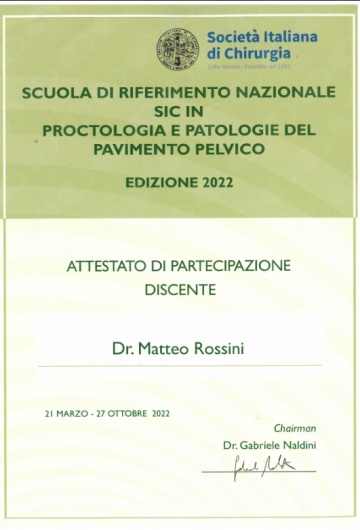 Società Italiana
di Chirurgia
SCUOLA DI RIFERIMENTO NAZIONALE
SIC IN
PROCTOLOGIA E PATOLOGIE DEL
PAVIMENTO PELVICO
EDIZIONE 2022
ATTESTATO DI PARTECIPAZIONE
DISCENTE
Dr. Matteo Rossini
21 MARZO - 27 OTTOBRE 2022
Chairman
Dr. Gabriele Naldini